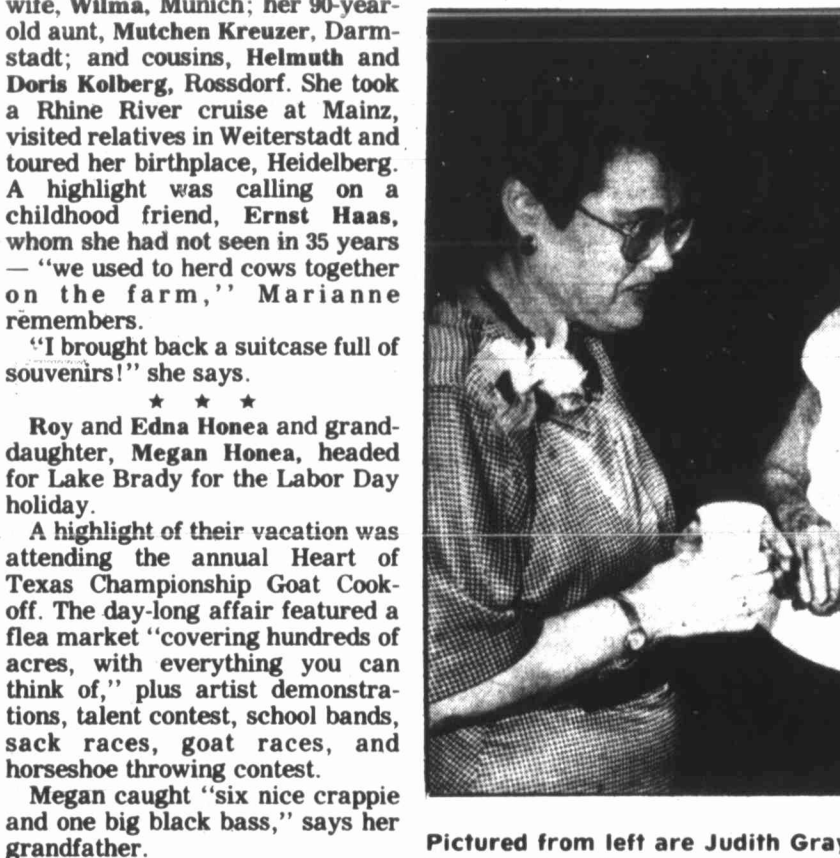 wife, Wilma, Munich; her 90-year-
old aunt, Mutchen Kreuzer, Darm-
stadt; and cousins, Helmuth and
Doris Kolberg, Rossdorf. She took
a Rhine River cruise at Mainz,
visited relatives in Weiterstadt and
toured her birthplace, Heidelberg.
A highlight was calling on a
childhood friend, Ernst Haas,
whom she had not seen in 35 years
— "we used to herd cows together
on the farm,'' Marianne
remembers.
"I brought back a suitcase full of
souvenirs!" she says.
★ ★ ★
Roy and Edna Honea and grand-
daughter, Megan Honea, headed
for Lake Brady for the Labor Day
holiday.
A highlight of their vacation was
attending the annual Heart of
Texas Championship Goat Cook-
off. The day-long affair featured a
flea market "covering hundreds of
acres, with everything you can
think of," plus artist demonstra-
tions, talent contest, school bands,
sack races, goat races, and
horseshoe throwing contest.
Megan caught "six nice crappie
and one big black bass," says her
grandfather.
Pictured from left are Judith Gray